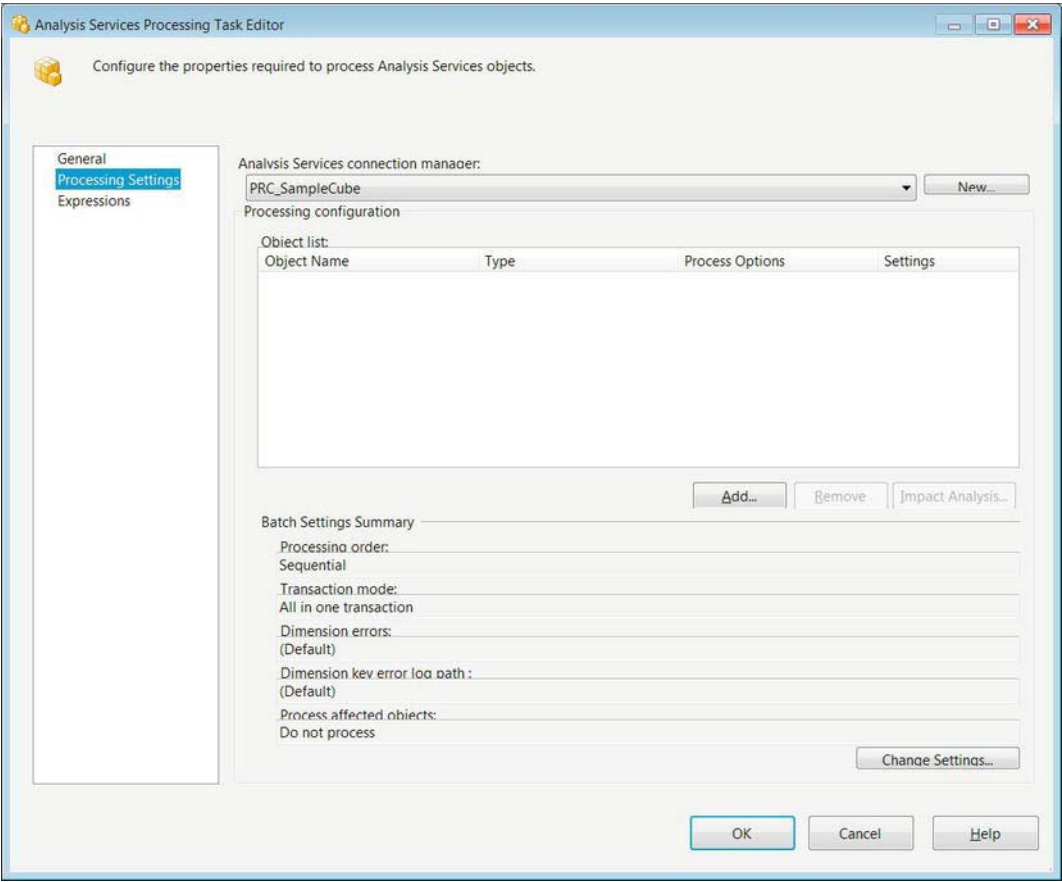 Analysis Services Processing Task Editor
Configure the properties required to process Analysis Services objects.
General
Processing Settings
Expressions
Analysis Services connection manager:
PRC_SampleCube
New...
Processing configuration
Object list:
Object Name Type Process Options Settings
Add... Remove Impact Analysis...
Batch Settings Summary
Processing order:
Sequential
Transaction mode:
All in one transaction
Dimension errors:
(Default)
Dimension key error log path :
(Default)
Process affected objects:
Do not process
Change Settings...
OK Cancel Help